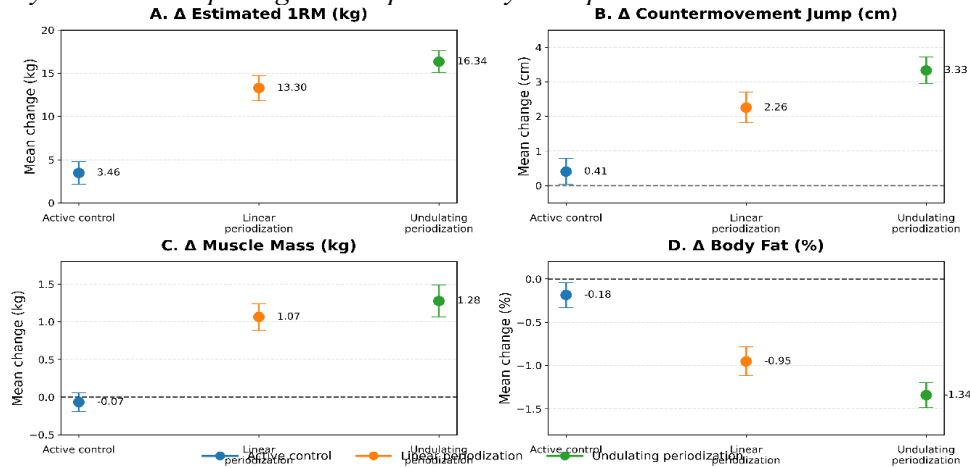 A. Δ Estimated 1RM (kg)
Mean change (kg)
20
15
10
5
0
3.46
13.30
16.34
Active control
Linear
periodization
Undulating
periodization
B. Δ Countermovement Jump (cm)
Mean change (cm)
4
3
2
1
0
0.41
2.26
3.33
Active control
Linear
periodization
Undulating
periodization
C. Δ Muscle Mass (kg)
Mean change (kg)
1.5
1.0
0.5
0.0
−0.5
-0.07
1.07
1.28
Active control
Linear
periodization
Undulating
periodization
D. Δ Body Fat (%)
Mean change (%)
0.0
−0.5
−1.0
−1.5
-0.18
-0.95
-1.34
Active control
Linear
periodization
Undulating
periodization
Active control
Linear periodization
Undulating periodization